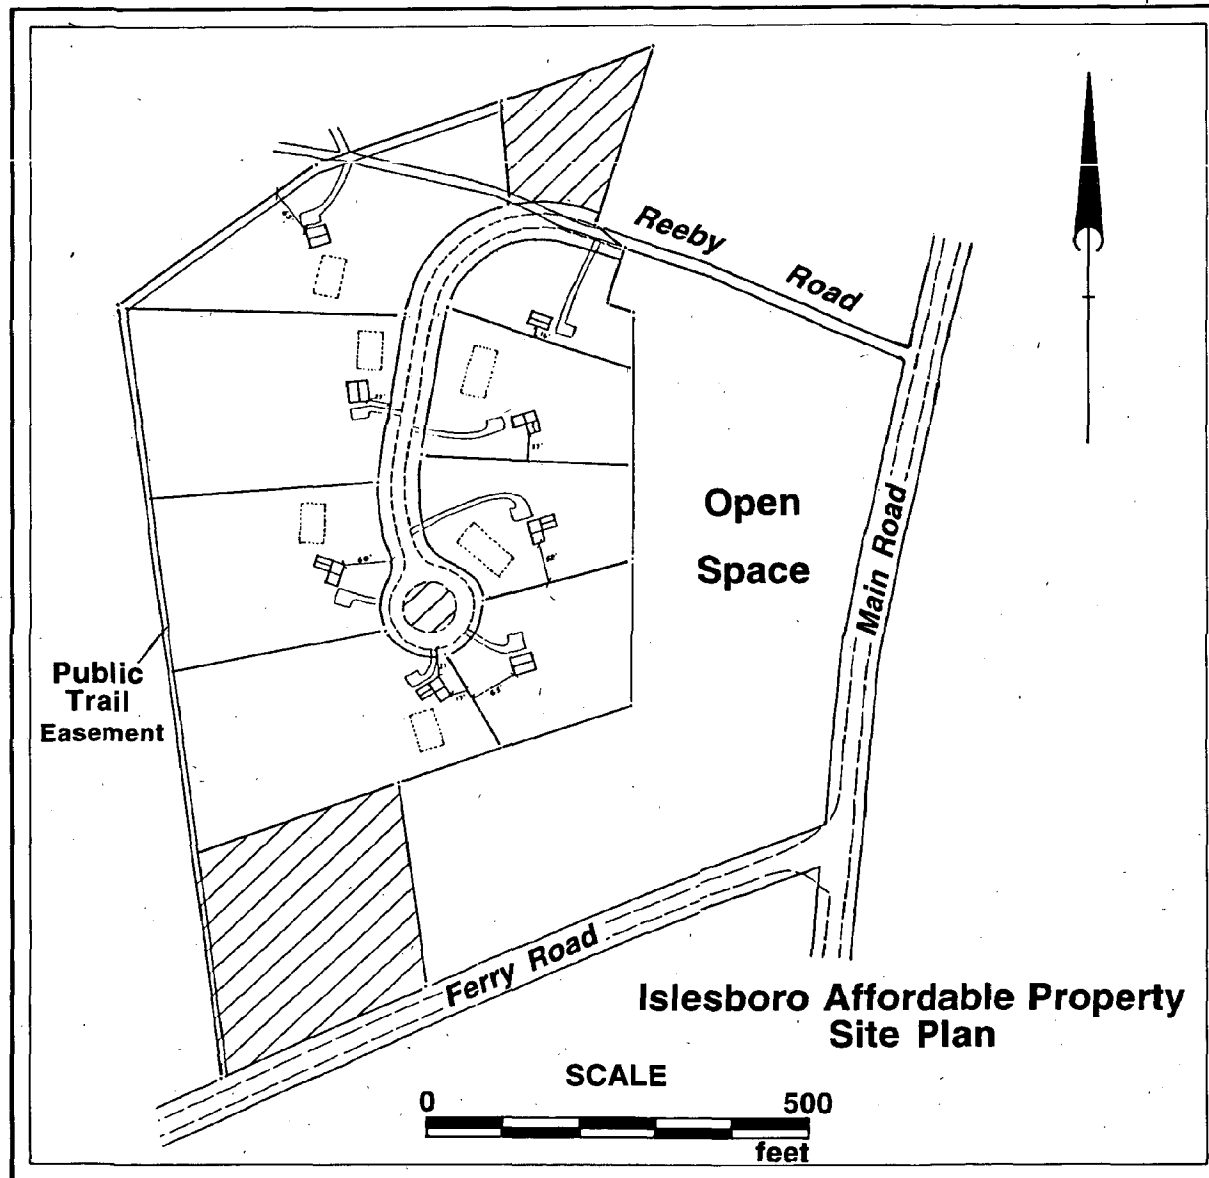 Reeby Road
Open
Space
Main Road
Public
Trail
Easement
Ferry Road
Islesboro Affordable Property
Site Plan
SCALE
0 500
feet